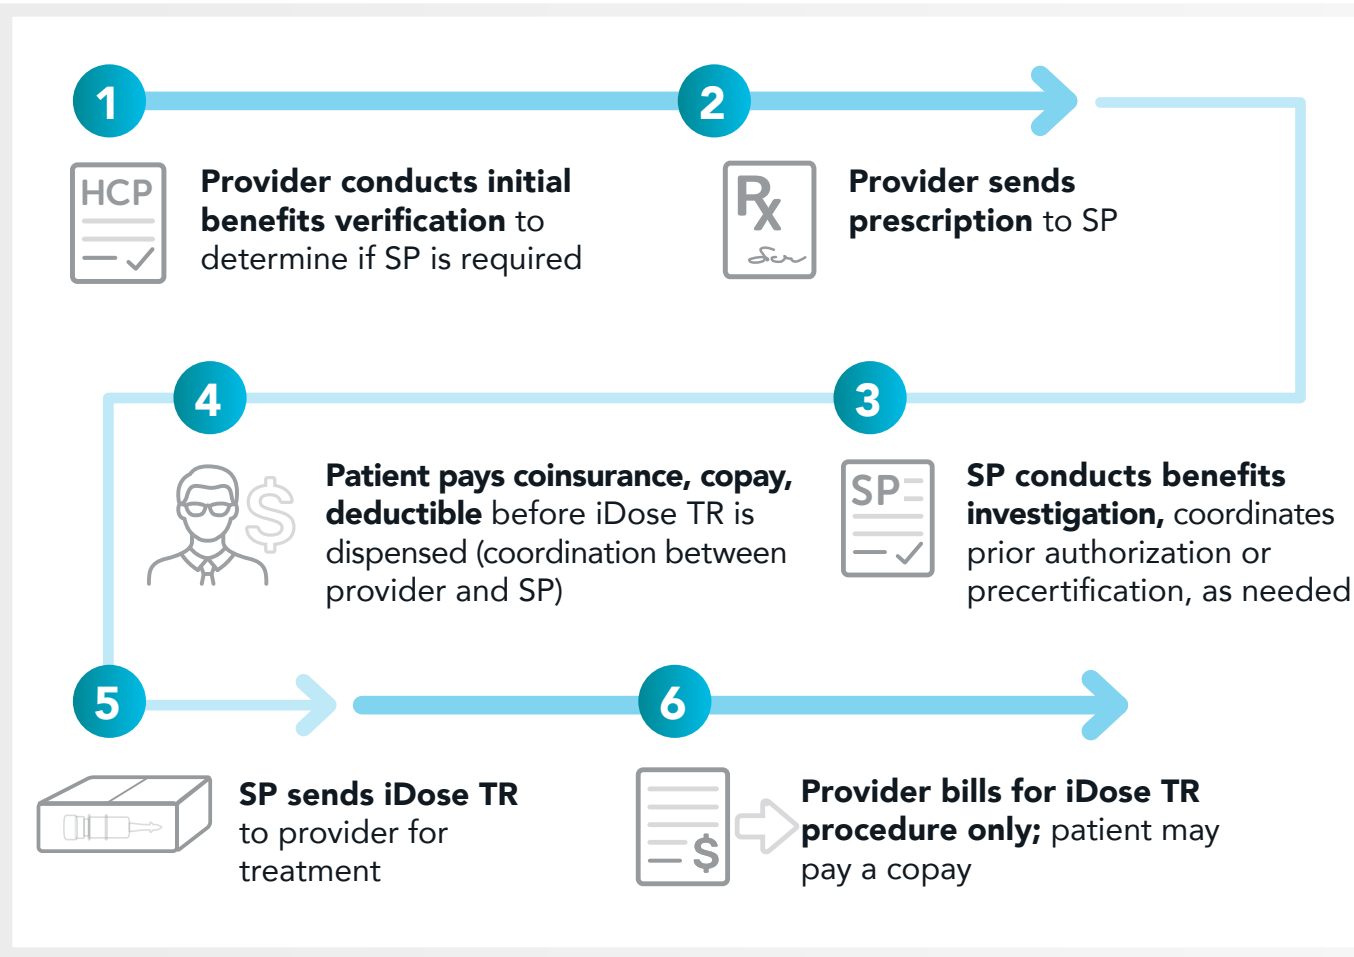 1
2
HCP
Provider conducts initial
benefits verification to
determine if SP is required
Rx
Provider sends
prescription to SP
3
SP
SP conducts benefits
investigation, coordinates
prior authorization or
precertification, as needed
4
$
Patient pays coinsurance, copay,
deductible before iDose TR is
dispensed (coordination between
provider and SP)
5
SP sends iDose TR
to provider for
treatment
6
$
Provider bills for iDose TR
procedure only; patient may
pay a copay